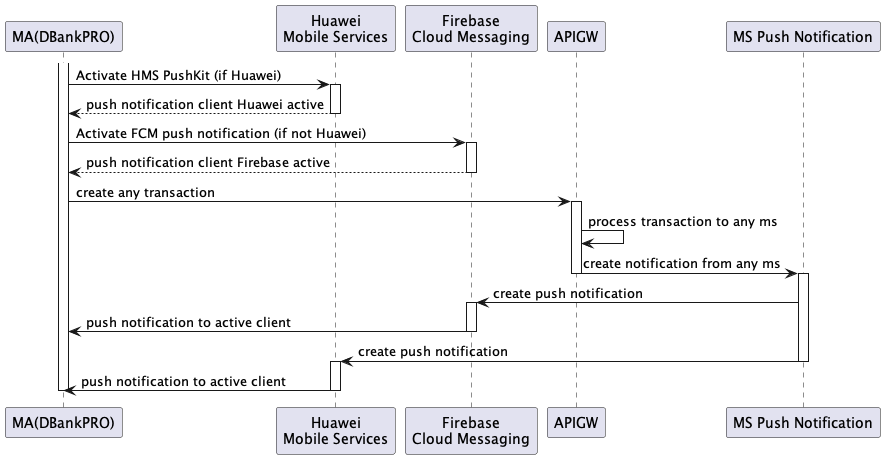 MA(DBankPRO)
Huawei
Mobile Services
Firebase
Cloud Messaging
APIGW
MS Push Notification
Activate HMS PushKit (if Huawei)
push notification client Huawei active
Activate FCM push notification (if not Huawei)
push notification client Firebase active
create any transaction
process transaction to any ms
create notification from any ms
create push notification
push notification to active client
create push notification
push notification to active client
MA(DBankPRO)
Huawei
Mobile Services
Firebase
Cloud Messaging
APIGW
MS Push Notification